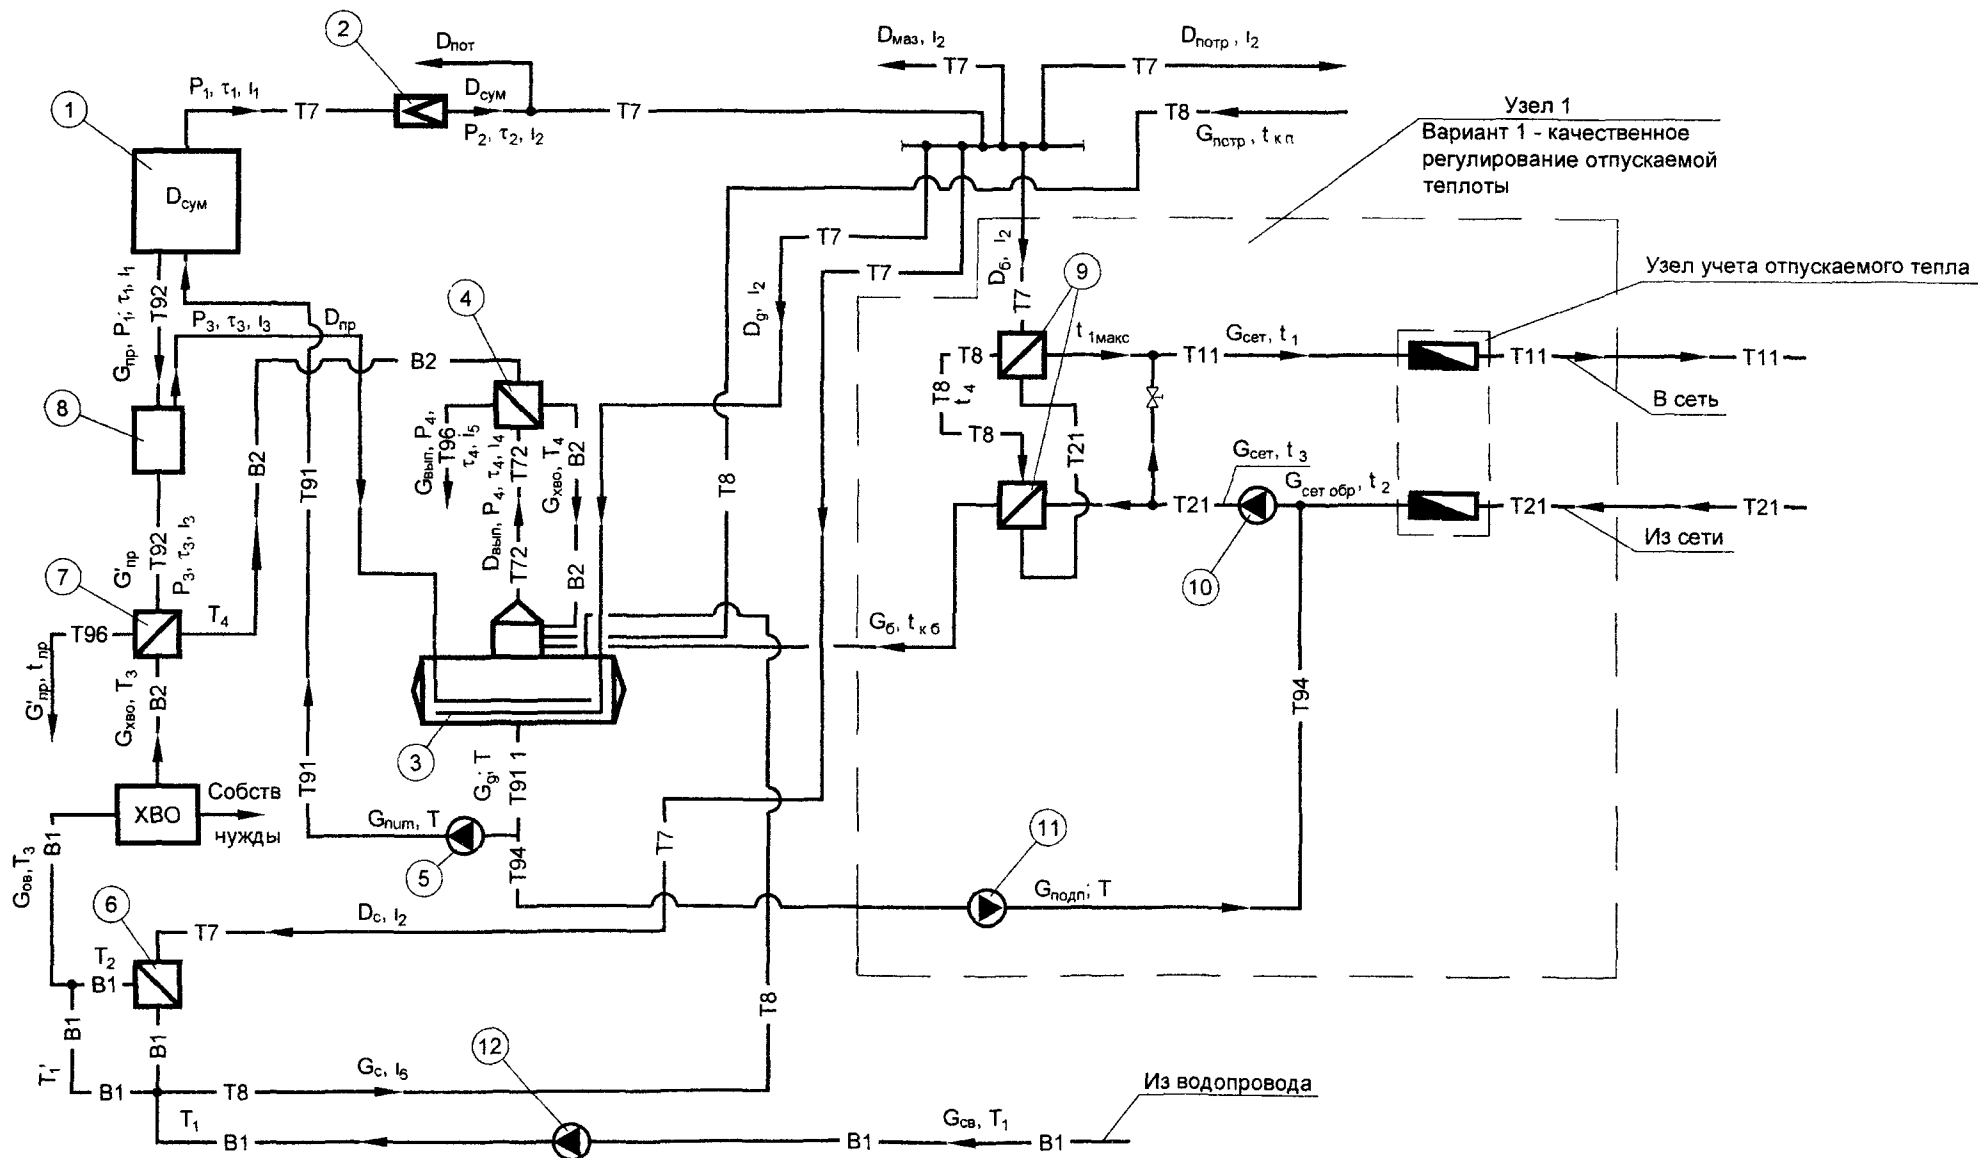 2
Dпот
Dмаз, i₂
Dпотр, i₂
T7
T7
1
P₁, τ₁, i₁
T7
Dсум
P₂, τ₂, i₂
T7
T8
Gпотр, tк п
Узел 1
Вариант 1 - качественное
регулирование отпускаемой
теплоты
Dсум
T7
T7
Dб, i₂
T7
Dg, i₂
9
Узел учета отпускаемого тепла
Gпр, P₁; τ₁, i₁
T92
P₃, τ₃, i₃
Dпр
4
B2
t₁макс
Gсет, t₁
T11
T11
T11
В сеть
T8
T8
t₄
T8
T21
8
B2
T91
Gвып, P₄,
T96
τ₄, i₅
Dвып, P₄, τ₄, i₄
T72
T72
Gхво, T₄
B2
B2
T8
Gсет, t₃
Gсет обр, t₂
T21
T21
T21
Из сети
10
G'пр
T92
P₃, τ₃, i₃
7
T₄
T96
G'пр, tпр
Gхво, T₃
B2
Gб, tк б
T94
3
T91
Gg; T
T91 1
ХВО
Собств
нужды
Gпит, T
5
T94
T7
11
Gподп; T
Gов, T₃
B1
6
T7
Dс, i₂
T₂
B1
B1
B1
T₁'
B1
T8
Gс, i₆
T8
12
T₁
B1
B1
Gсв, T₁
B1
Из водопровода